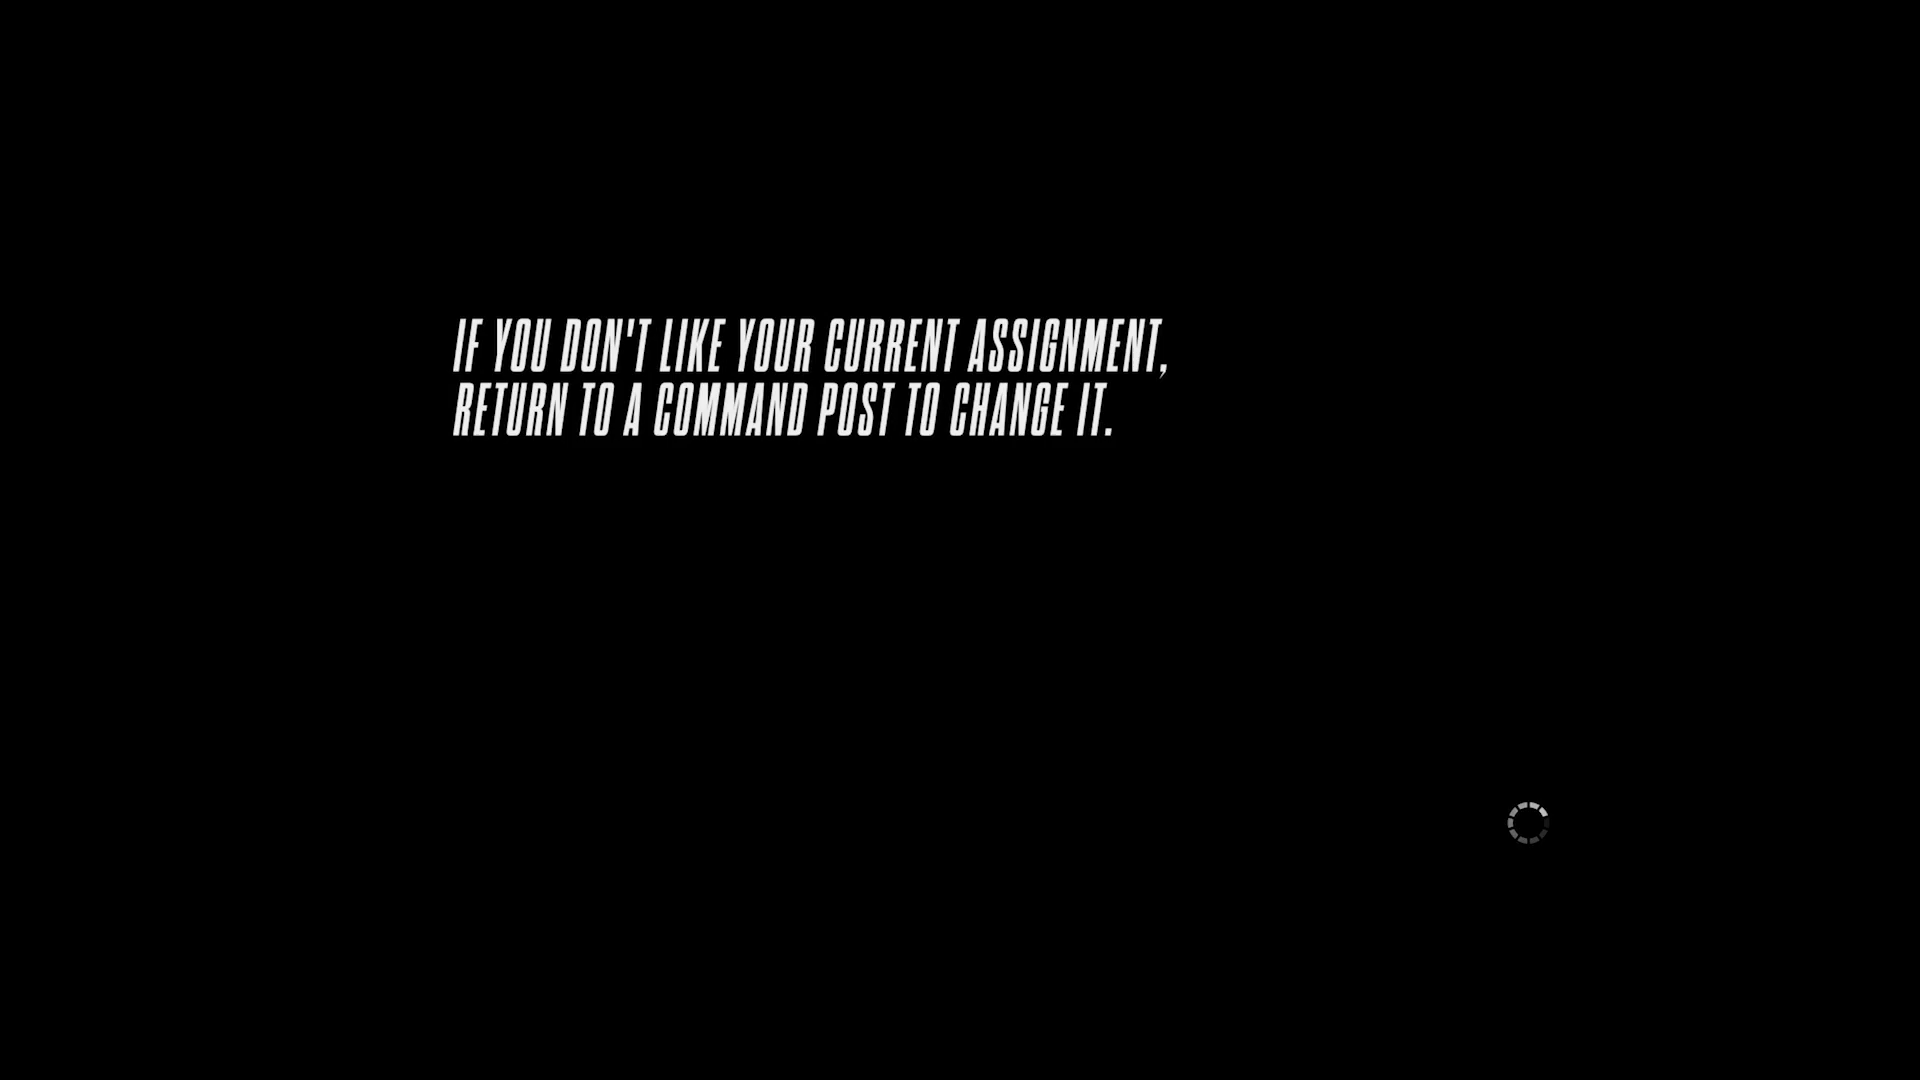 IF YOU DON'T LIKE YOUR CURRENT ASSIGNMENT,
RETURN TO A COMMAND POST TO CHANGE IT.